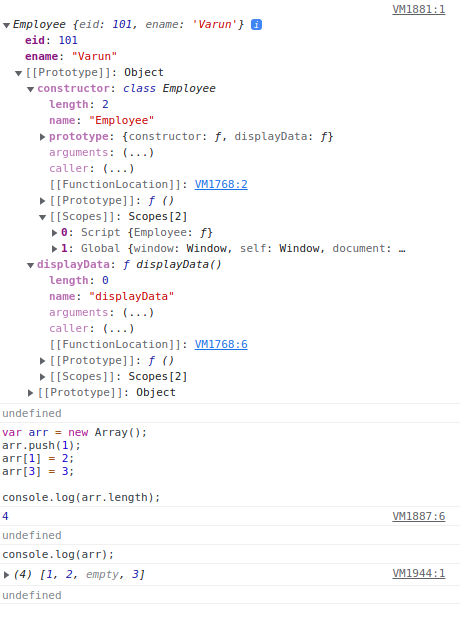 VM1881:1
Employee {eid: 101, ename: 'Varun'} i
eid: 101
ename: "Varun"
[[Prototype]]: Object
constructor: class Employee
length: 2
name: "Employee"
prototype: {constructor: ƒ, displayData: ƒ}
arguments: (...)
caller: (...)
[[FunctionLocation]]: VM1768:2
[[Prototype]]: ƒ ()
[[Scopes]]: Scopes[2]
0: Script {Employee: ƒ}
1: Global {window: Window, self: Window, document: …
displayData: ƒ displayData()
length: 0
name: "displayData"
arguments: (...)
caller: (...)
[[FunctionLocation]]: VM1768:6
[[Prototype]]: ƒ ()
[[Scopes]]: Scopes[2]
[[Prototype]]: Object
undefined
var arr = new Array();
arr.push(1);
arr[1] = 2;
arr[3] = 3;
console.log(arr.length);
4 VM1887:6
undefined
console.log(arr);
(4) [1, 2, empty, 3] VM1944:1
undefined